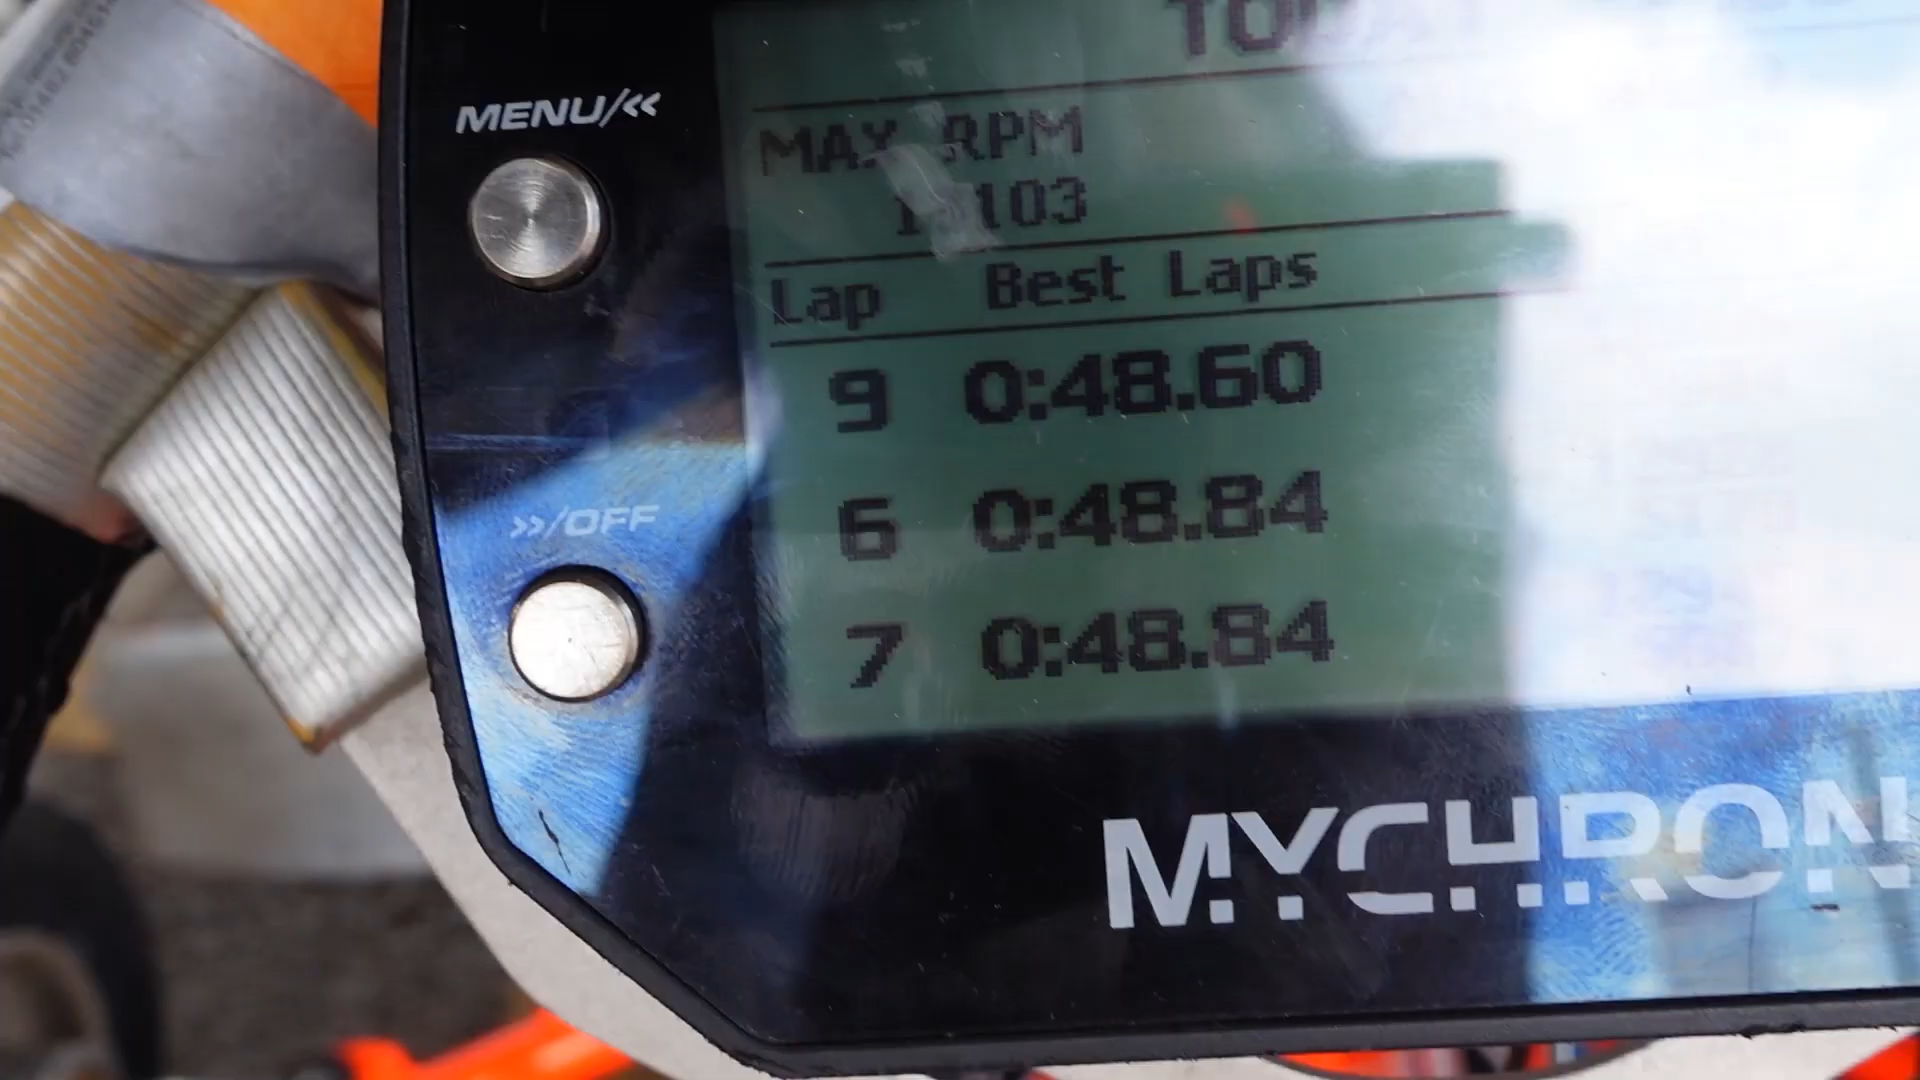 MENU/«
MAX RPM
Lap Best Laps
9 0:48.60
6 0:48.84
»/OFF
7 0:48.84
MYCHRON